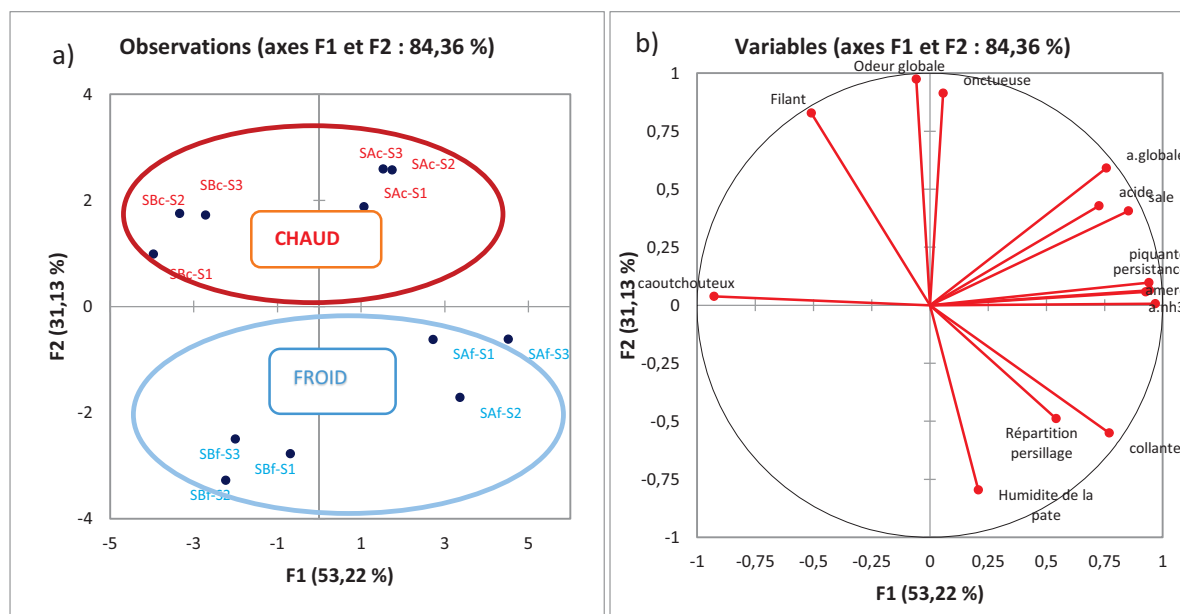 a)
Observations (axes F1 et F2 : 84,36 %)
4
2
0
-2
-4
F2 (31,13 %)
SAc-S3
SAc-S2
SAc-S1
SBc-S3
SBc-S2
SBc-S1
CHAUD
FROID
SAf-S1
SAf-S3
SAf-S2
SBf-S3
SBf-S1
SBf-S2
-5
-3
-1
1
3
5
F1 (53,22 %)
b)
Variables (axes F1 et F2 : 84,36 %)
Odeur globale
onctueuse
Filant
a.globale
acide
sale
piquante
persistance
amer
a.nh3
caoutchouteux
Répartition
persillage
collante
Humidite de la
pate
1
0,75
0,5
0,25
0
-0,25
-0,5
-0,75
-1
F2 (31,13 %)
-1
-0,75
-0,5
-0,25
0
0,25
0,5
0,75
1
F1 (53,22 %)